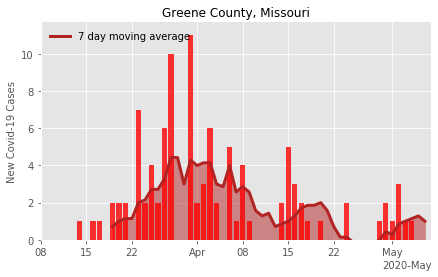 Greene County, Missouri
7 day moving average
New Covid-19 Cases
10
8
6
4
2
0
08 15 22 Apr 08 15 22 May
2020-May